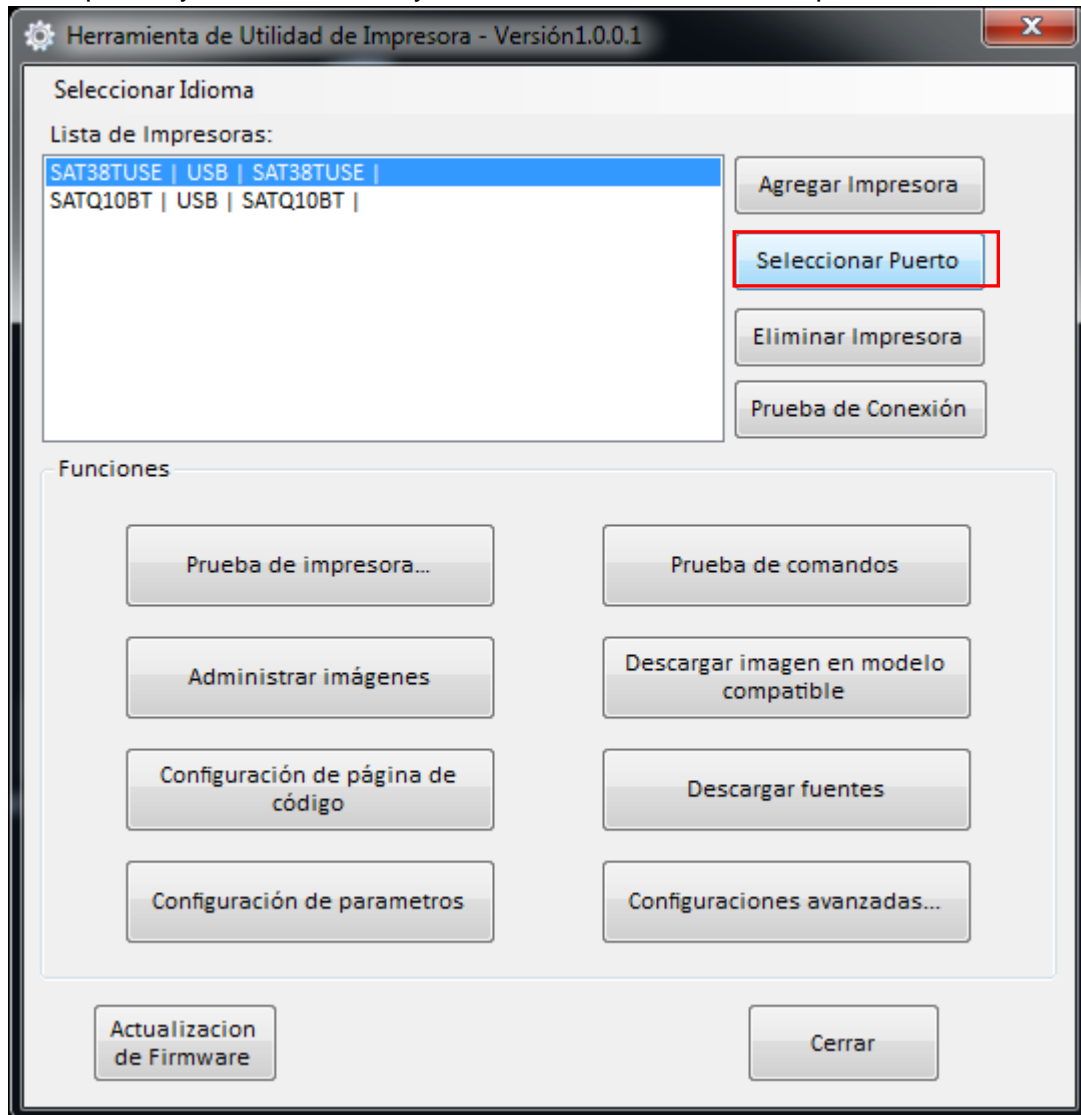 Herramienta de Utilidad de Impresora - Versión1.0.0.1
Seleccionar Idioma
Lista de Impresoras:
SAT38TUSE | USB | SAT38TUSE |
SATQ10BT | USB | SATQ10BT |
Agregar Impresora
Seleccionar Puerto
Eliminar Impresora
Prueba de Conexión
Funciones
Prueba de impresora...
Prueba de comandos
Administrar imágenes
Descargar imagen en modelo
compatible
Configuración de página de
código
Descargar fuentes
Configuración de parametros
Configuraciones avanzadas...
Actualizacion
de Firmware
Cerrar